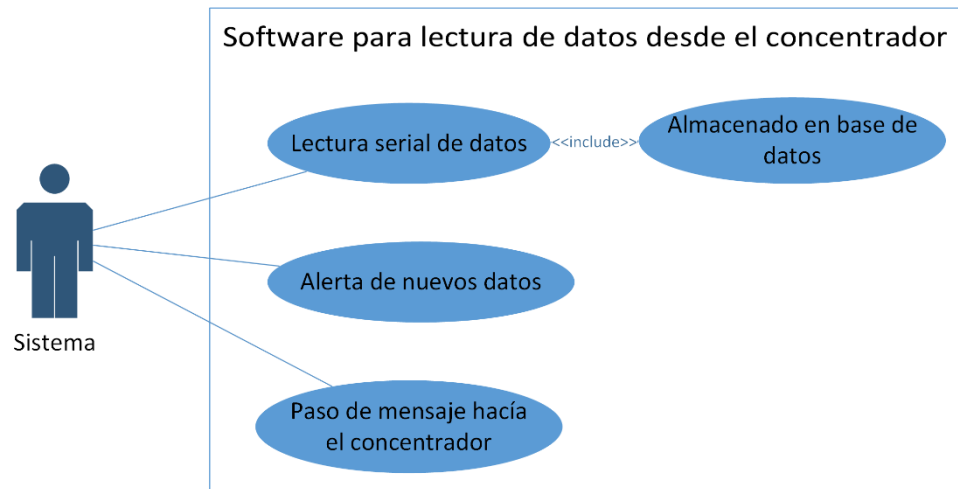 Software para lectura de datos desde el concentrador
Lectura serial de datos
<<include>>
Almacenado en base de
datos
Alerta de nuevos datos
Sistema
Paso de mensaje hacía
el concentrador